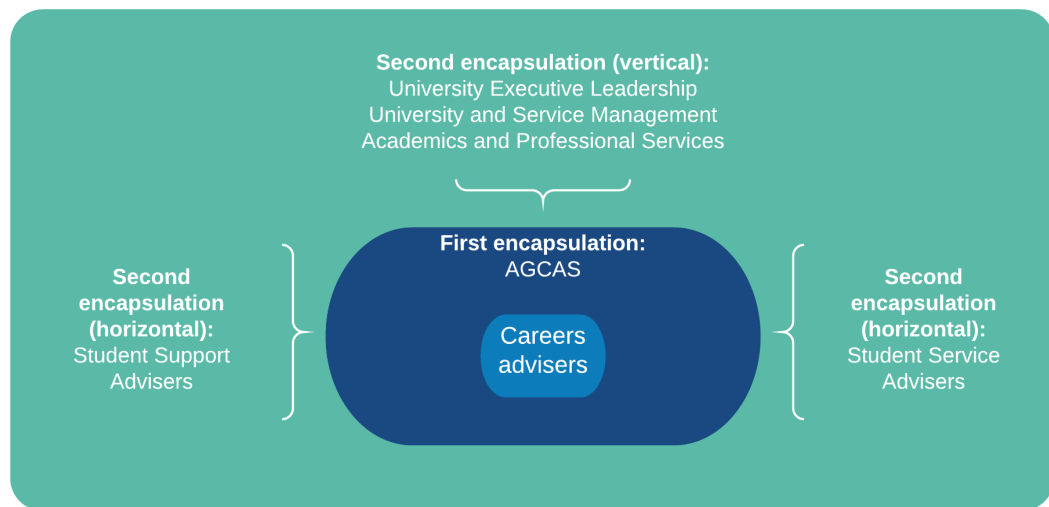 Second encapsulation (vertical):
University Executive Leadership
University and Service Management
Academics and Professional Services
First encapsulation:
AGCAS
Careers
advisers
Second
encapsulation
(horizontal):
Student Support
Advisers
Second
encapsulation
(horizontal):
Student Service
Advisers